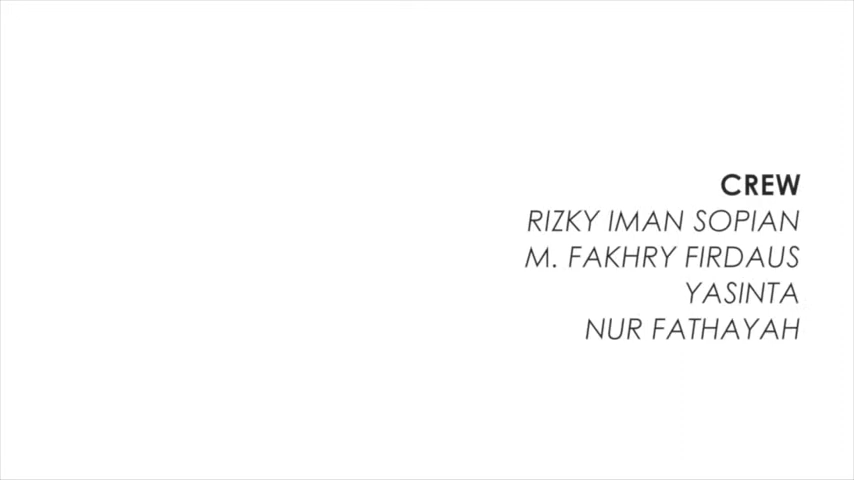 CREW
RIZKY IMAN SOPIAN
M. FAKHRY FIRDAUS
YASINTA
NUR FATHAYAH